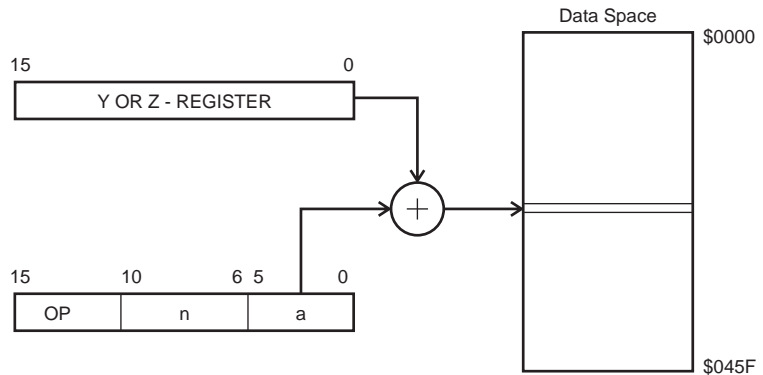 Data Space
$0000
15 0
Y OR Z - REGISTER
+
15 10 6 5 0
OP n a
$045F